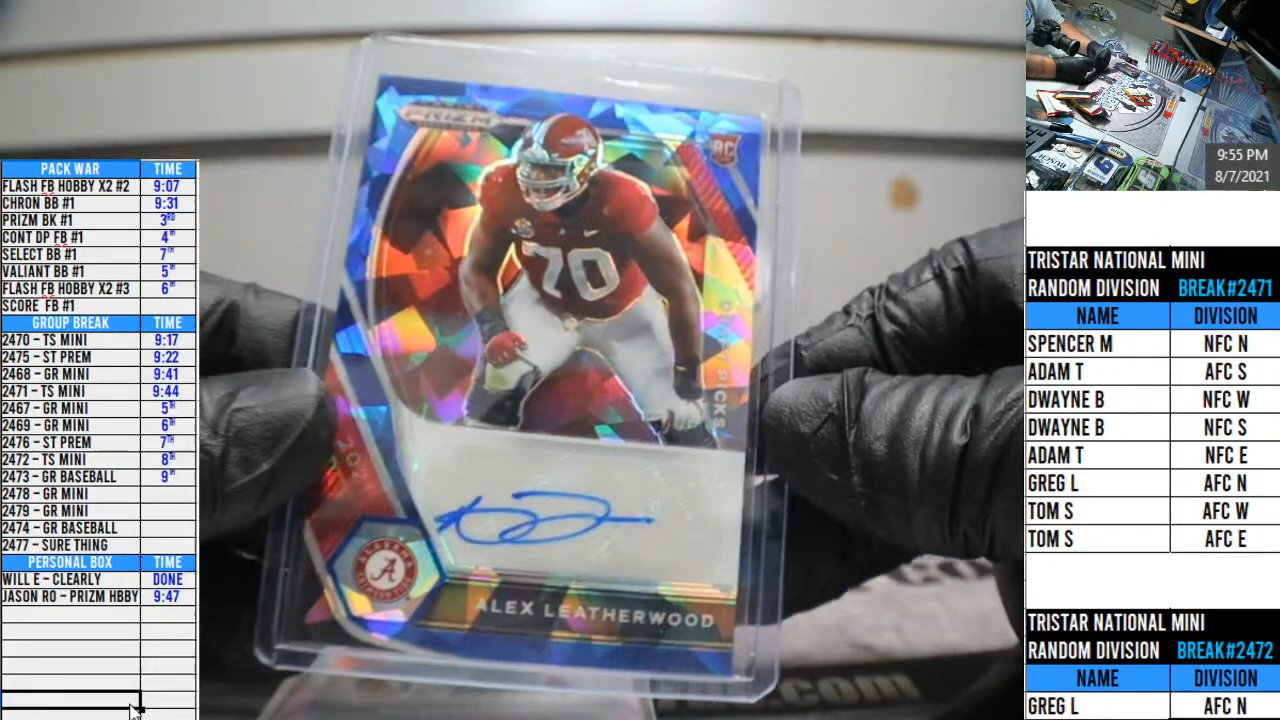 PACK WAR TIME
FLASH FB HOBBY X2 #2 9:07
CHRON BB #1 9:31
PRIZM BK #1 3RD
CONT DP FB #1 4TH
SELECT BB #1 7TH
VALIANT BB #1 5TH
FLASH FB HOBBY X2 #3 6TH
SCORE FB #1
GROUP BREAK TIME
2470 – TS MINI 9:17
2475 – ST PREM 9:22
2468 – GR MINI 9:41
2471 – TS MINI 9:44
2467 – GR MINI 5TH
2469 – GR MINI 6TH
2476 – ST PREM 7TH
2472 – TS MINI 8TH
2473 – GR BASEBALL 9TH
2478 – GR MINI
2479 – GR MINI
2474 – GR BASEBALL
2477 – SURE THING
PERSONAL BOX TIME
WILL E – CLEARLY DONE
JASON RO – PRIZM HBBY 9:47
PRIZM
RC
70
PICKS
ALABAMA
A
ALEX LEATHERWOOD
.com
9:55 PM
8/7/2021
TRISTAR NATIONAL MINI
RANDOM DIVISION BREAK#2471
NAME DIVISION
SPENCER M NFC N
ADAM T AFC S
DWAYNE B NFC W
DWAYNE B NFC S
ADAM T NFC E
GREG L AFC N
TOM S AFC W
TOM S AFC E
TRISTAR NATIONAL MINI
RANDOM DIVISION BREAK#2472
NAME DIVISION
GREG L AFC N